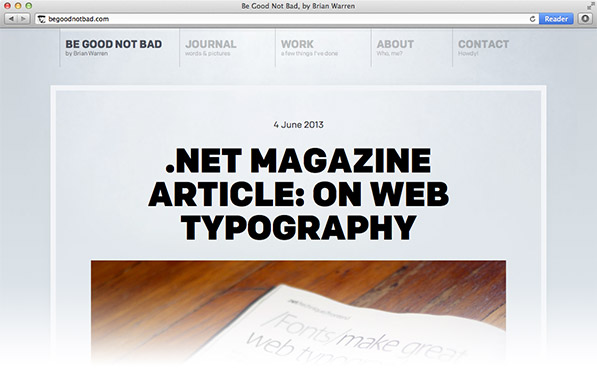 Be Good Not Bad, by Brian Warren
begoodnotbad.com
Reader
BE GOOD NOT BAD
by Brian Warren
JOURNAL
words & pictures
WORK
a few things I've done
ABOUT
Who, me?
CONTACT
Howdy!
4 June 2013
.NET MAGAZINE
ARTICLE: ON WEB
TYPOGRAPHY
/Fonts/make great
web typo